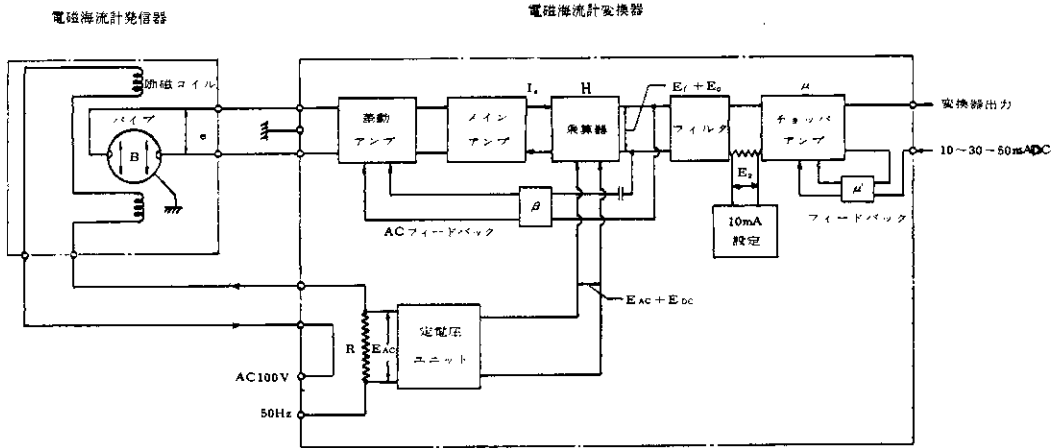 電磁海流計発信器
電磁海流計変換器
励磁コイル
パイプ
B
e
差動
アンプ
メイン
アンプ
H
乗算器
フィルタ
μ
チョッパ
アンプ
変換器出力
10～30-50mADC
μ'
フィードバック
10mA
設定
β
ACフィードバック
EAC+EDC
定電圧
ユニット
R
EAC
AC100V
50Hz